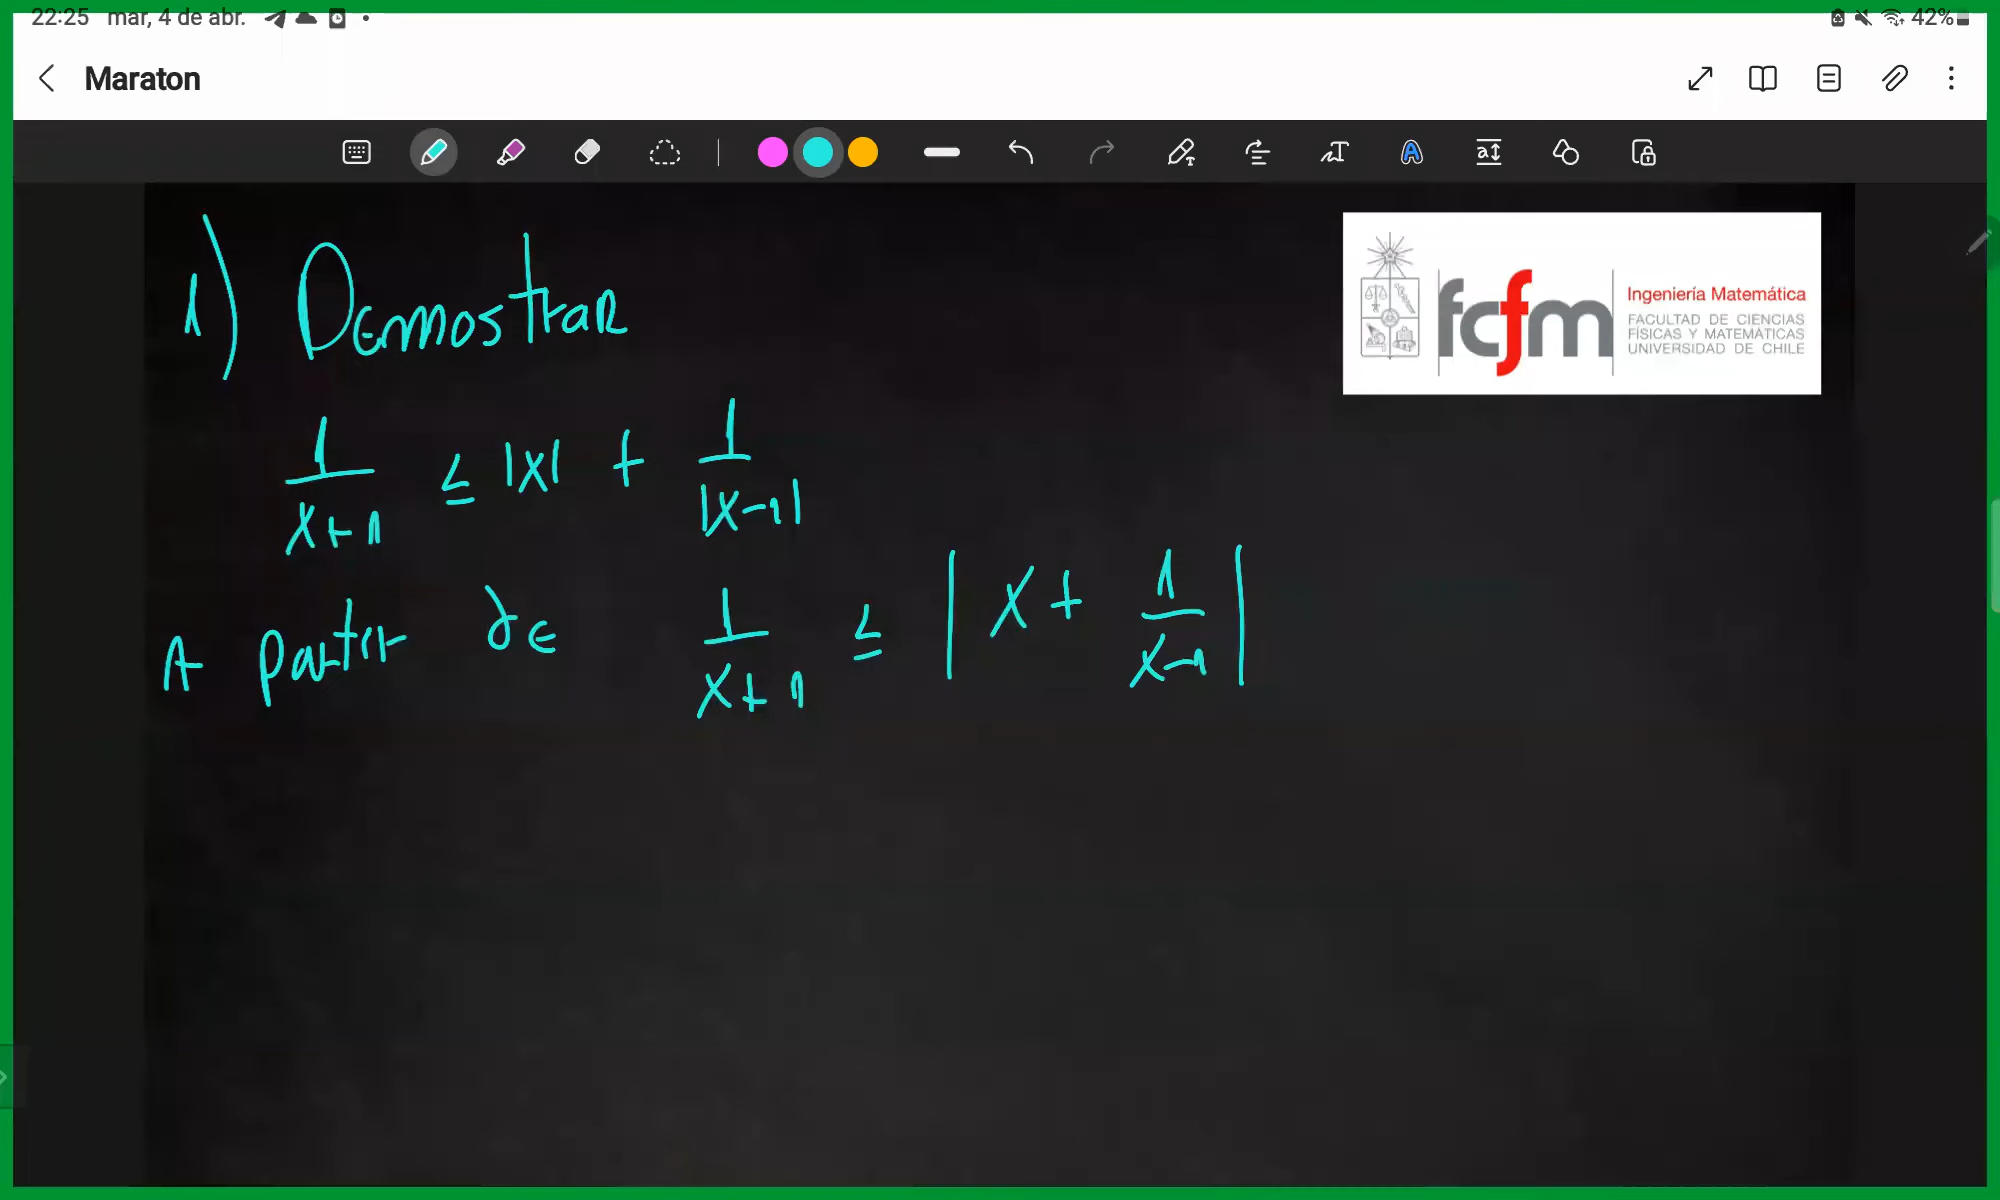 22:25 mar, 4 de abr. 42%
Maraton
1) Demostrar
1/(x+1) ≤ |x| + 1/|x-1|
A partir de 1/(x+1) ≤ |x + 1/(x-1)|
fcfm
Ingeniería Matemática
FACULTAD DE CIENCIAS
FÍSICAS Y MATEMÁTICAS
UNIVERSIDAD DE CHILE